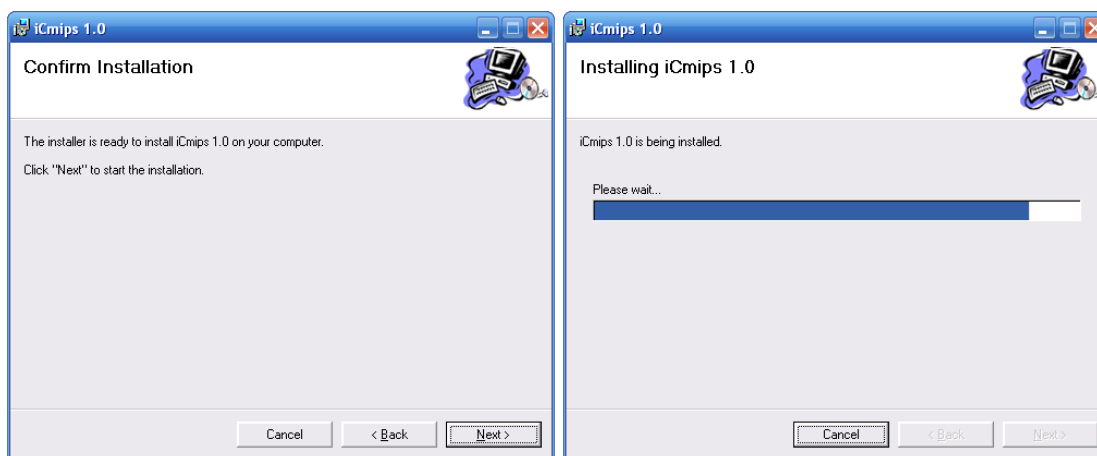 iCmips 1.0
Confirm Installation
The installer is ready to install iCmips 1.0 on your computer.
Click "Next" to start the installation.
Cancel
< Back
Next >
iCmips 1.0
Installing iCmips 1.0
iCmips 1.0 is being installed.
Please wait...
Cancel
< Back
Next >